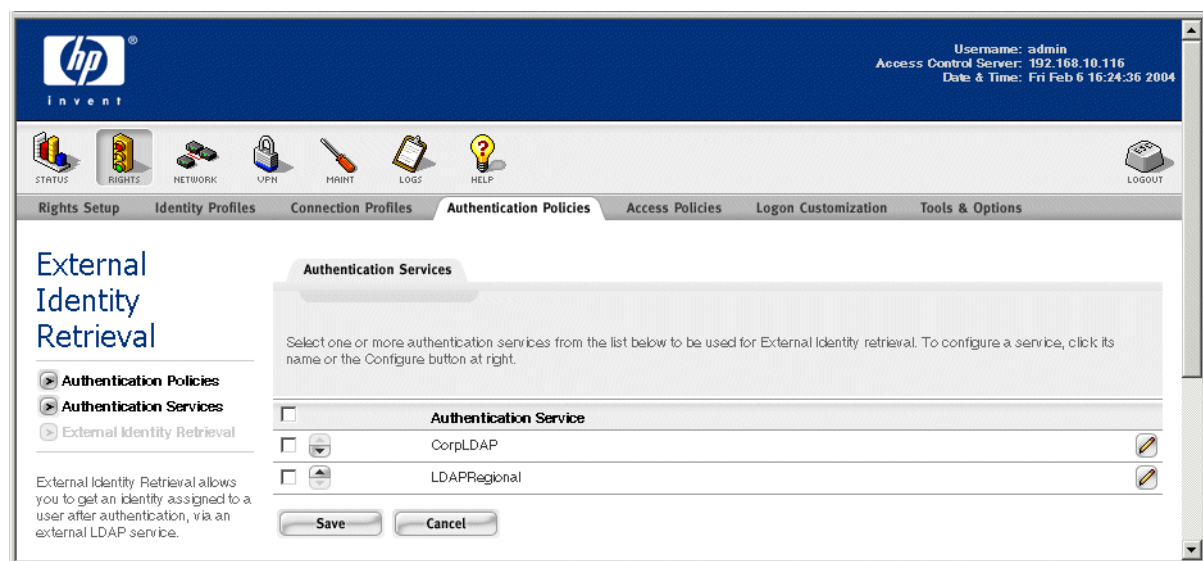 hp
®
invent
Username: admin
Access Control Server: 192.168.10.116
Date & Time: Fri Feb 6 16:24:36 2004
STATUS RIGHTS NETWORK VPN MAINT LOGS HELP LOGOUT
Rights Setup Identity Profiles Connection Profiles Authentication Policies Access Policies Logon Customization Tools & Options
External
Identity
Retrieval
Authentication Policies
Authentication Services
External Identity Retrieval
External Identity Retrieval allows
you to get an identity assigned to a
user after authentication, via an
external LDAP service.
Authentication Services
Select one or more authentication services from the list below to be used for External Identity retrieval. To configure a service, click its
name or the Configure button at right.
Authentication Service
CorpLDAP
LDAPRegional
Save Cancel